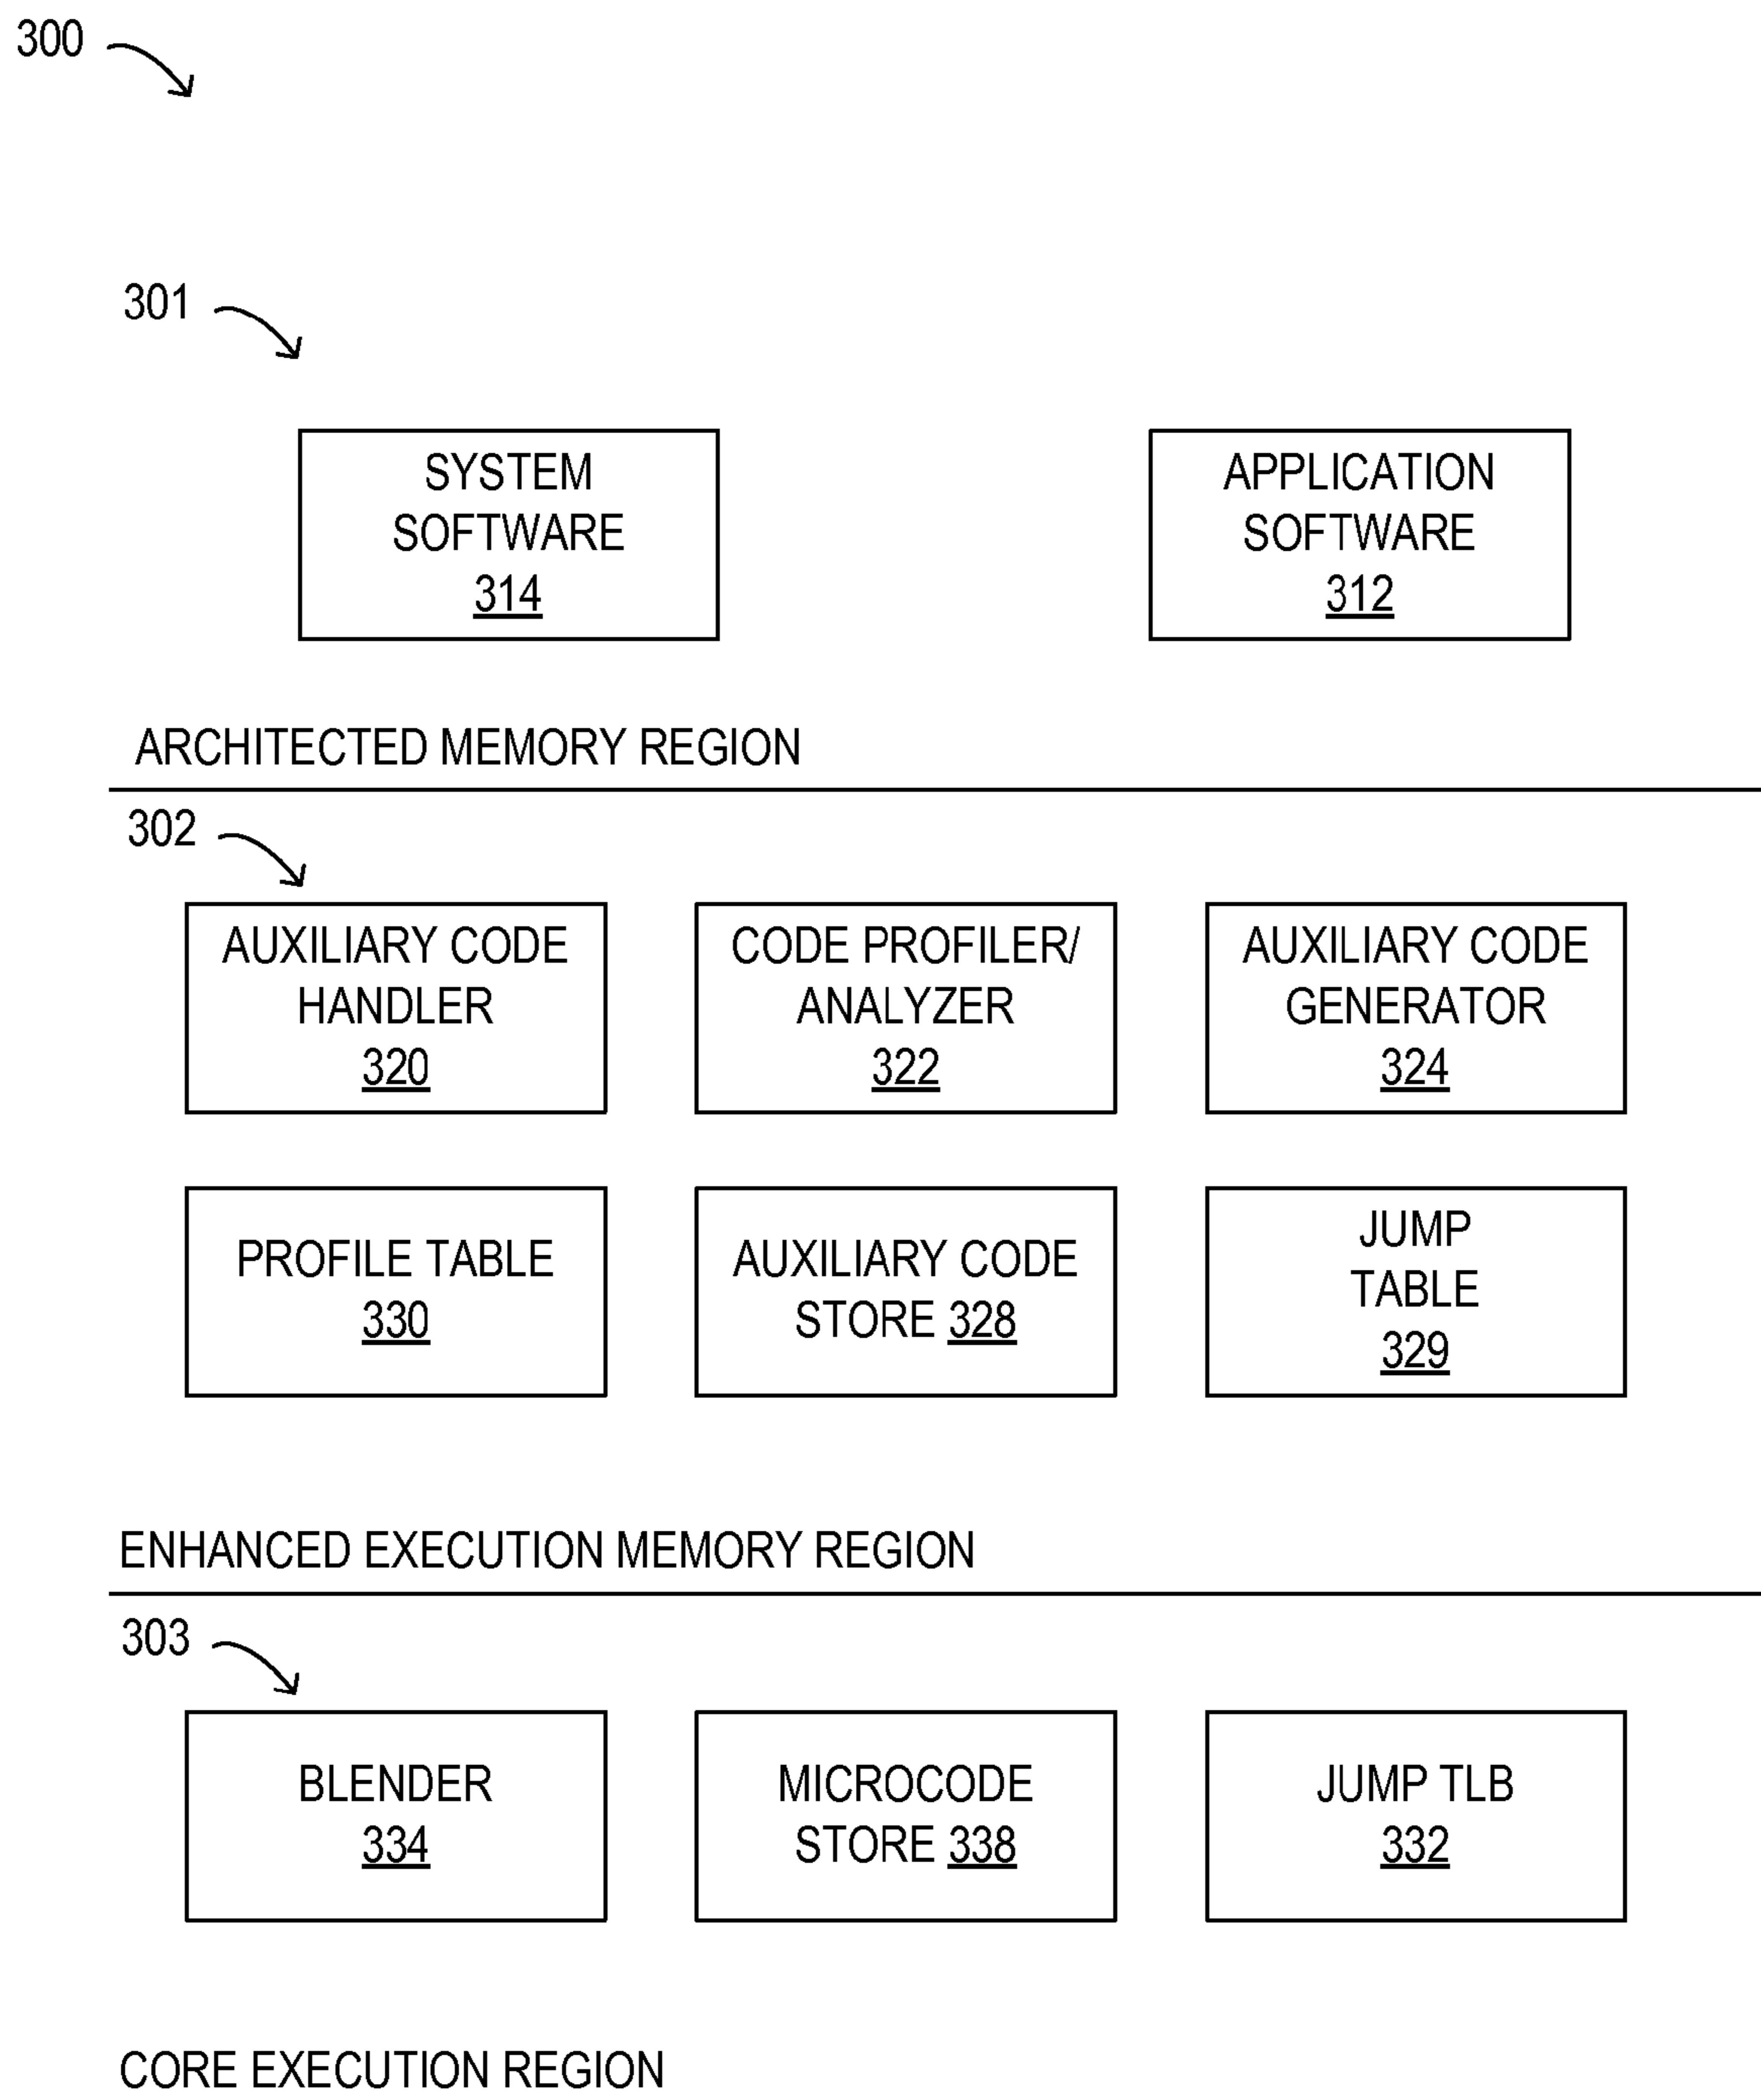 300
301
SYSTEM
SOFTWARE
314
APPLICATION
SOFTWARE
312
ARCHITECTED MEMORY REGION
302
AUXILIARY CODE
HANDLER
320
CODE PROFILER/
ANALYZER
322
AUXILIARY CODE
GENERATOR
324
PROFILE TABLE
330
AUXILIARY CODE
STORE 328
JUMP
TABLE
329
ENHANCED EXECUTION MEMORY REGION
303
BLENDER
334
MICROCODE
STORE 338
JUMP TLB
332
CORE EXECUTION REGION